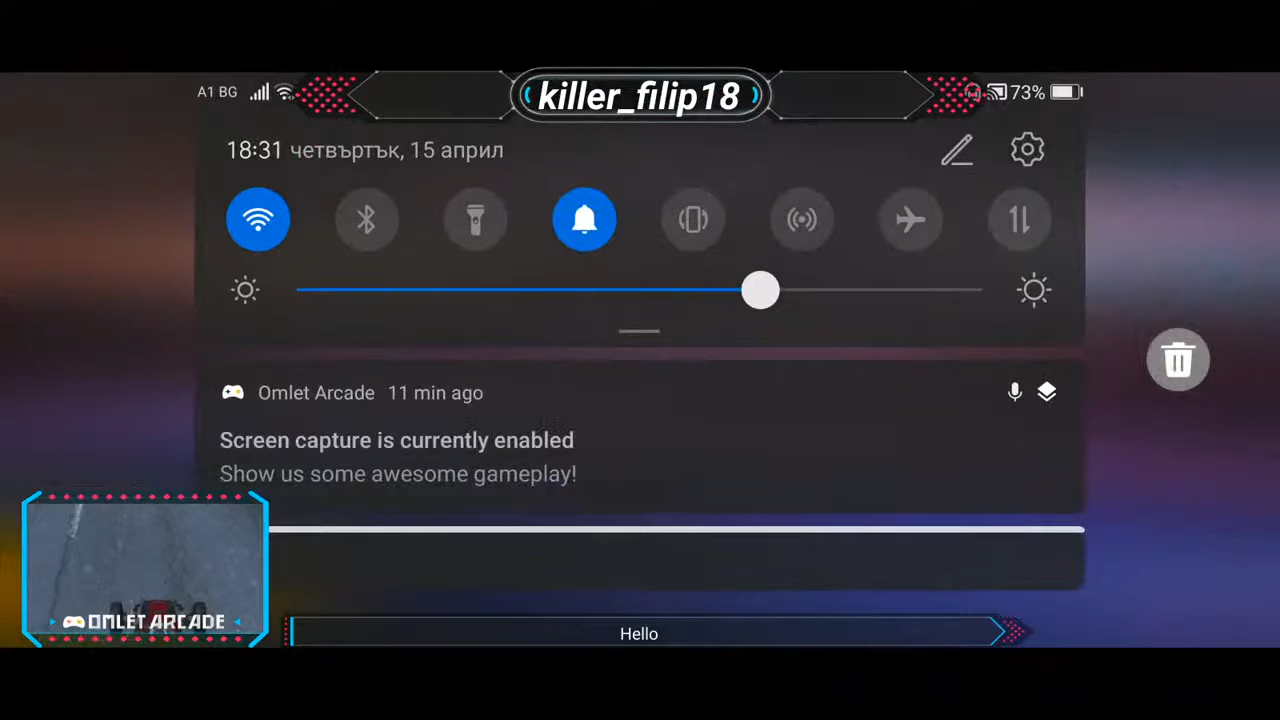 killer_filip18
A1 BG
73%
18:31 четвъртък, 15 април
Omlet Arcade 11 min ago
Screen capture is currently enabled
Show us some awesome gameplay!
OMLET ARCADE
Hello